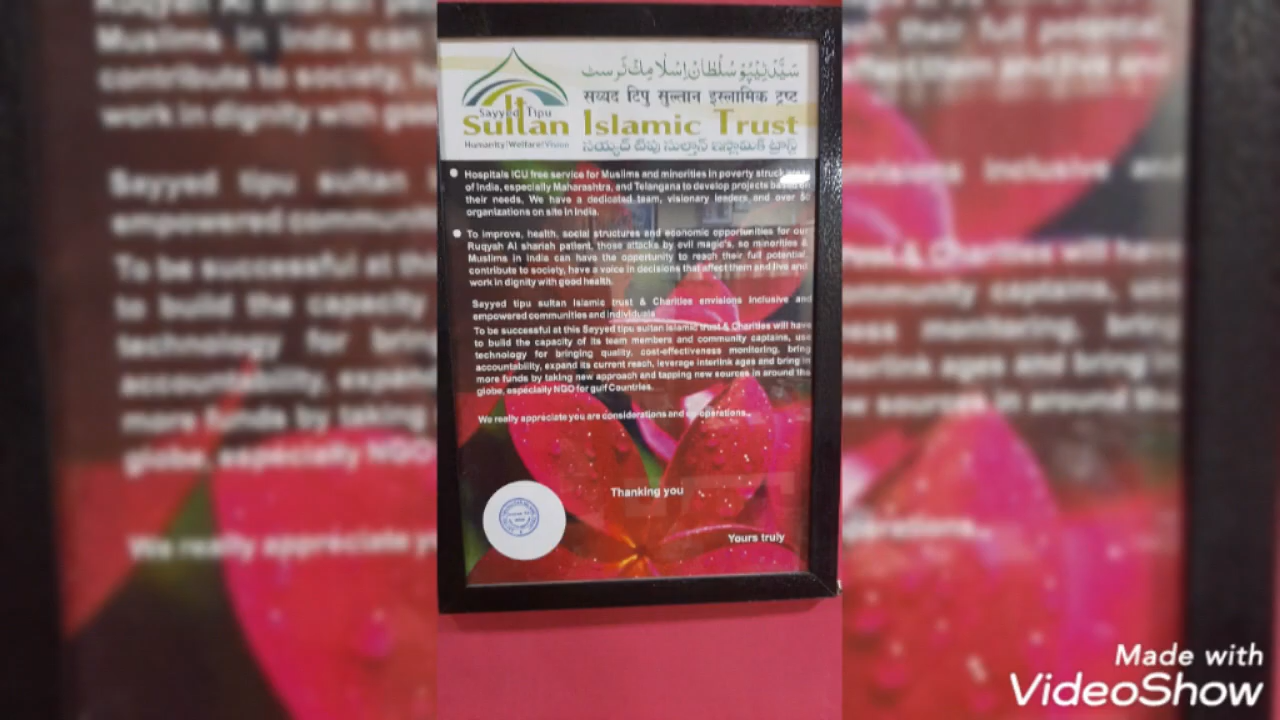 سَيَّدْ ٹِيْپُوْ سُلْطَانْ اِسْلَامِكْ ٹَرسٹ
सय्यद टिपु सुल्तान इस्लामिक ट्रष्ट
Sayyed Tipu
Sultan Islamic Trust
Humanity|Welfare|Vision
సయ్యద్ టిపు సుల్తాన్ ఇస్లామిక్ ట్రాస్ట్
Hospitals ICU free service for Muslims and minorities in poverty struck
of India, especially Maharashtra, and Telangana to develop projects based on
their needs. We have a dedicated team, visionary leaders and over 50
organizations on site in India.
To improve, health, social structures and economic opportunities for our
Ruqyah Al shariah patient, those attacks by evil magic's, so minorities &
Muslims in India can have the opportunity to reach their full potential,
contribute to society, have a voice in decisions that affect them and live and
work in dignity with good health.
Sayyed tipu sultan Islamic trust & Charities envisions inclusive and
empowered communities and individuals
To be successful at this Sayyed tipu sultan Islamic trust & Charities will have
to build the capacity of its team members and community captains, use
technology for bringing quality, cost-effectiveness monitoring, bring
accountability, expand its current reach, leverage interlink ages and bring in
more funds by taking new approach and tapping new sources in around the
globe, especially NGO for gulf Countries.
We really appreciate you are considerations and co-operations..
Thanking you
Yours truly
Made with
VideoShow